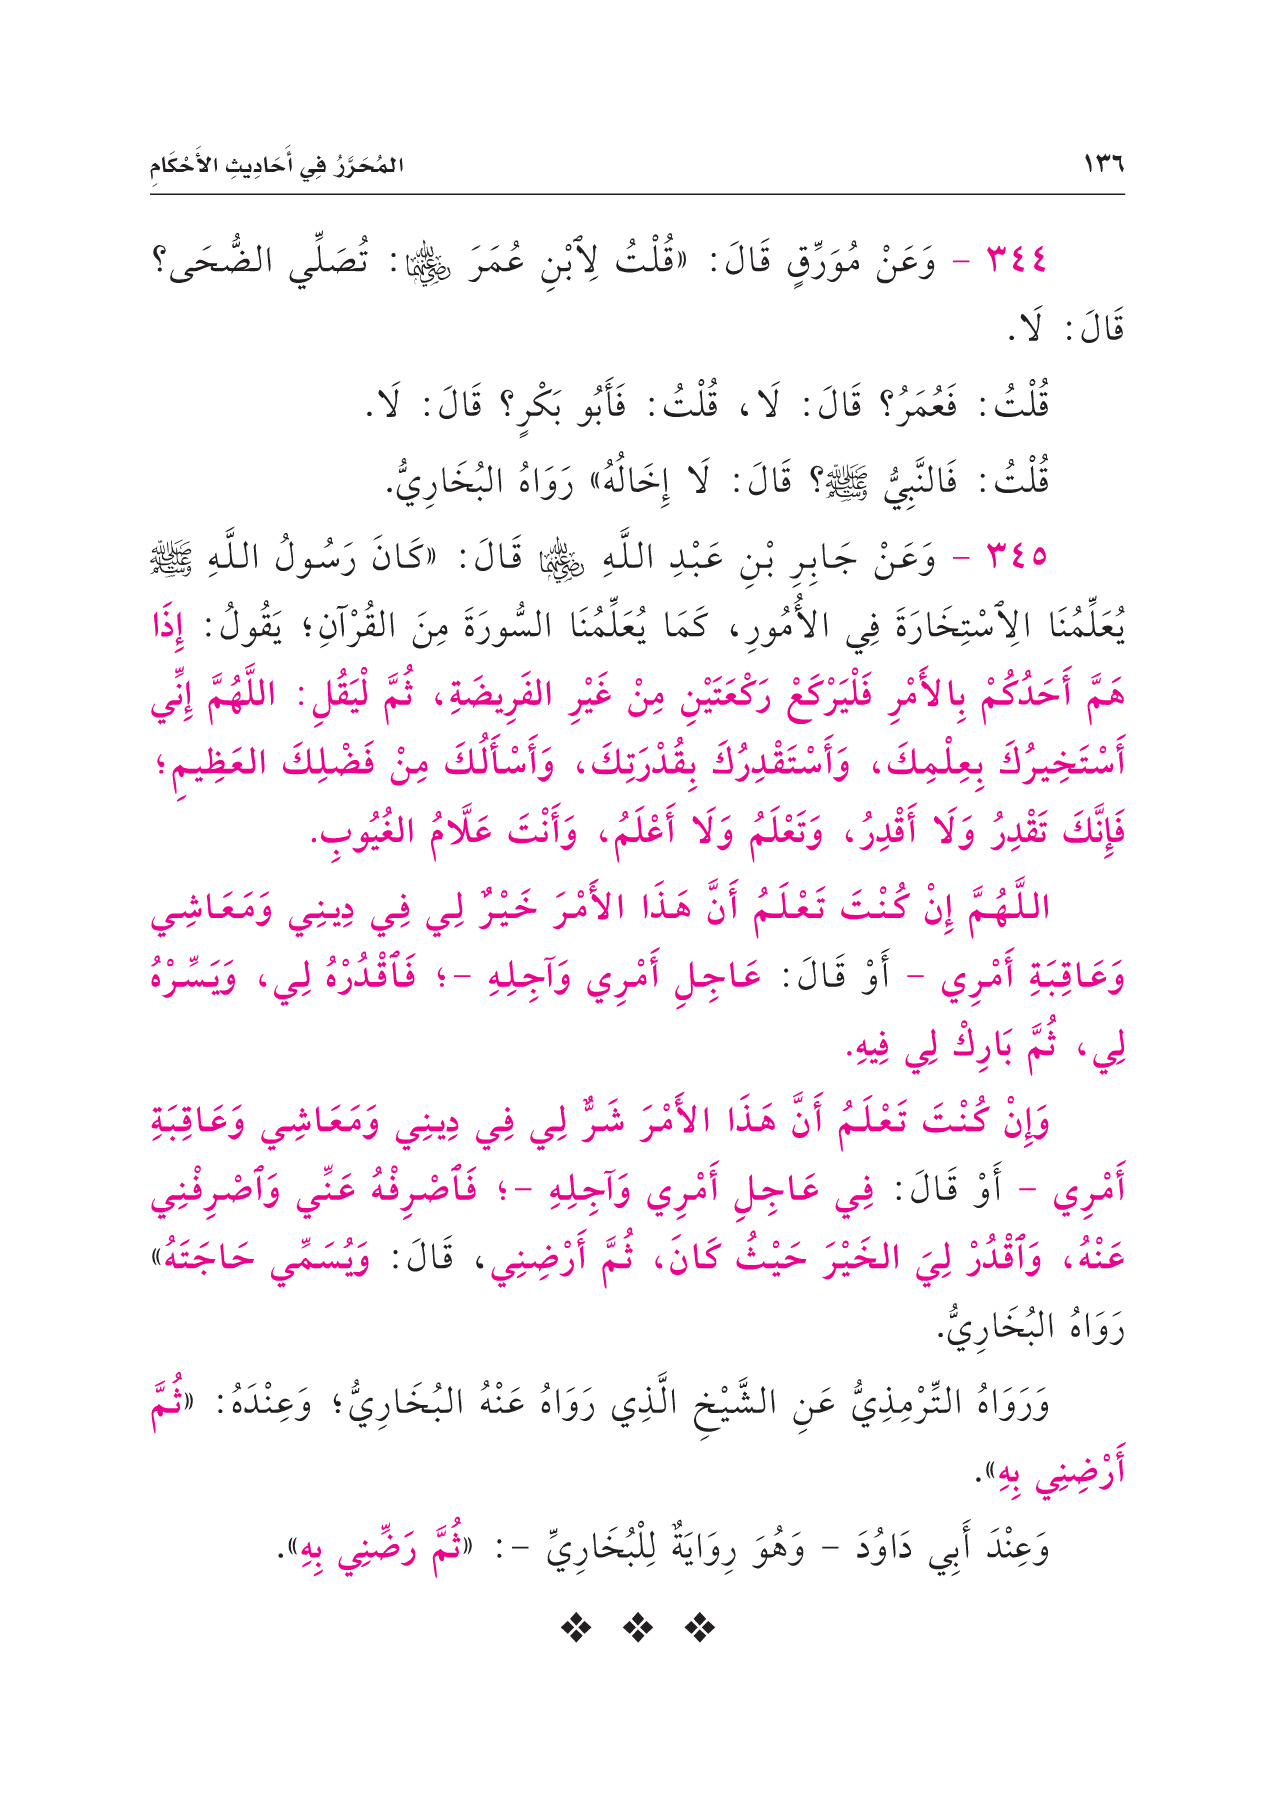 ١٣٦ المُحَرَّرُ فِي أَحَادِيثِ الأَحْكَامِ
٣٤٤ - وَعَنْ مُوَرِّقٍ قَالَ: «قُلْتُ لِٱبْنِ عُمَرَ رضي الله عنهما: تُصَلِّي الضُّحَى؟
قَالَ: لَا.
قُلْتُ: فَعُمَرُ؟ قَالَ: لَا، قُلْتُ: فَأَبُو بَكْرٍ؟ قَالَ: لَا.
قُلْتُ: فَالنَّبِيُّ ﷺ؟ قَالَ: لَا إِخَالُهُ» رَوَاهُ البُخَارِيُّ.
٣٤٥ - وَعَنْ جَابِرِ بْنِ عَبْدِ اللَّهِ رضي الله عنهما قَالَ: «كَانَ رَسُولُ اللَّهِ ﷺ
يُعَلِّمُنَا الِٱسْتِخَارَةَ فِي الأُمُورِ، كَمَا يُعَلِّمُنَا السُّورَةَ مِنَ القُرْآنِ؛ يَقُولُ: إِذَا
هَمَّ أَحَدُكُمْ بِالأَمْرِ فَلْيَرْكَعْ رَكْعَتَيْنِ مِنْ غَيْرِ الفَرِيضَةِ، ثُمَّ لْيَقُلِ: اللَّهُمَّ إِنِّي
أَسْتَخِيرُكَ بِعِلْمِكَ، وَأَسْتَقْدِرُكَ بِقُدْرَتِكَ، وَأَسْأَلُكَ مِنْ فَضْلِكَ العَظِيمِ؛
فَإِنَّكَ تَقْدِرُ وَلَا أَقْدِرُ، وَتَعْلَمُ وَلَا أَعْلَمُ، وَأَنْتَ عَلَّامُ الغُيُوبِ.
اللَّهُمَّ إِنْ كُنْتَ تَعْلَمُ أَنَّ هَذَا الأَمْرَ خَيْرٌ لِي فِي دِينِي وَمَعَاشِي
وَعَاقِبَةِ أَمْرِي - أَوْ قَالَ: عَاجِلِ أَمْرِي وَآجِلِهِ -؛ فَٱقْدُرْهُ لِي، وَيَسِّرْهُ
لِي، ثُمَّ بَارِكْ لِي فِيهِ.
وَإِنْ كُنْتَ تَعْلَمُ أَنَّ هَذَا الأَمْرَ شَرٌّ لِي فِي دِينِي وَمَعَاشِي وَعَاقِبَةِ
أَمْرِي - أَوْ قَالَ: فِي عَاجِلِ أَمْرِي وَآجِلِهِ -؛ فَٱصْرِفْهُ عَنِّي وَٱصْرِفْنِي
عَنْهُ، وَٱقْدُرْ لِيَ الخَيْرَ حَيْثُ كَانَ، ثُمَّ أَرْضِنِي، قَالَ: وَيُسَمِّي حَاجَتَهُ»
رَوَاهُ البُخَارِيُّ.
وَرَوَاهُ التِّرْمِذِيُّ عَنِ الشَّيْخِ الَّذِي رَوَاهُ عَنْهُ البُخَارِيُّ؛ وَعِنْدَهُ: «ثُمَّ
أَرْضِنِي بِهِ».
وَعِنْدَ أَبِي دَاوُدَ - وَهُوَ رِوَايَةٌ لِلْبُخَارِيِّ -: «ثُمَّ رَضِّنِي بِهِ».